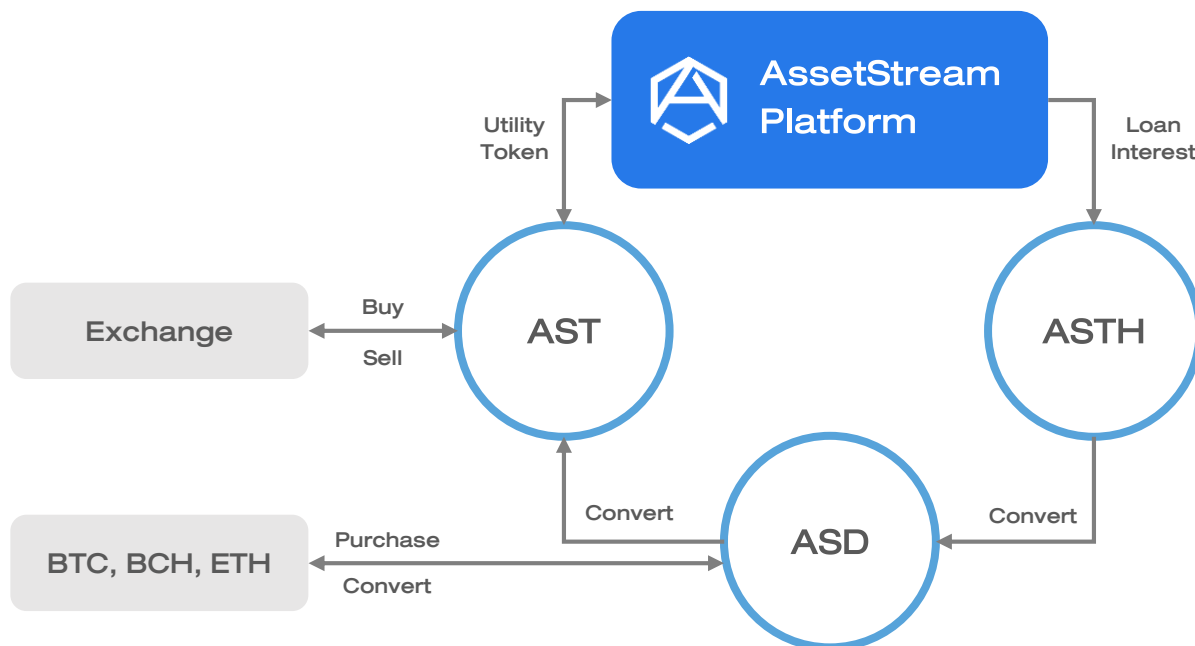 AssetStream
Platform
Utility
Token
Loan
Interest
Exchange
Buy
Sell
AST
ASTH
BTC, BCH, ETH
Purchase
Convert
Convert
ASD
Convert